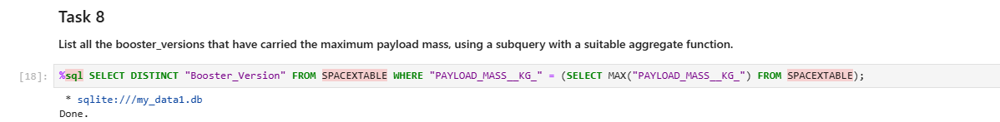 Task 8
List all the booster_versions that have carried the maximum payload mass, using a subquery with a suitable aggregate function.
[18]: %sql SELECT DISTINCT "Booster_Version" FROM SPACEXTABLE WHERE "PAYLOAD_MASS__KG_" = (SELECT MAX("PAYLOAD_MASS__KG_") FROM SPACEXTABLE);
* sqlite:///my_data1.db
Done.